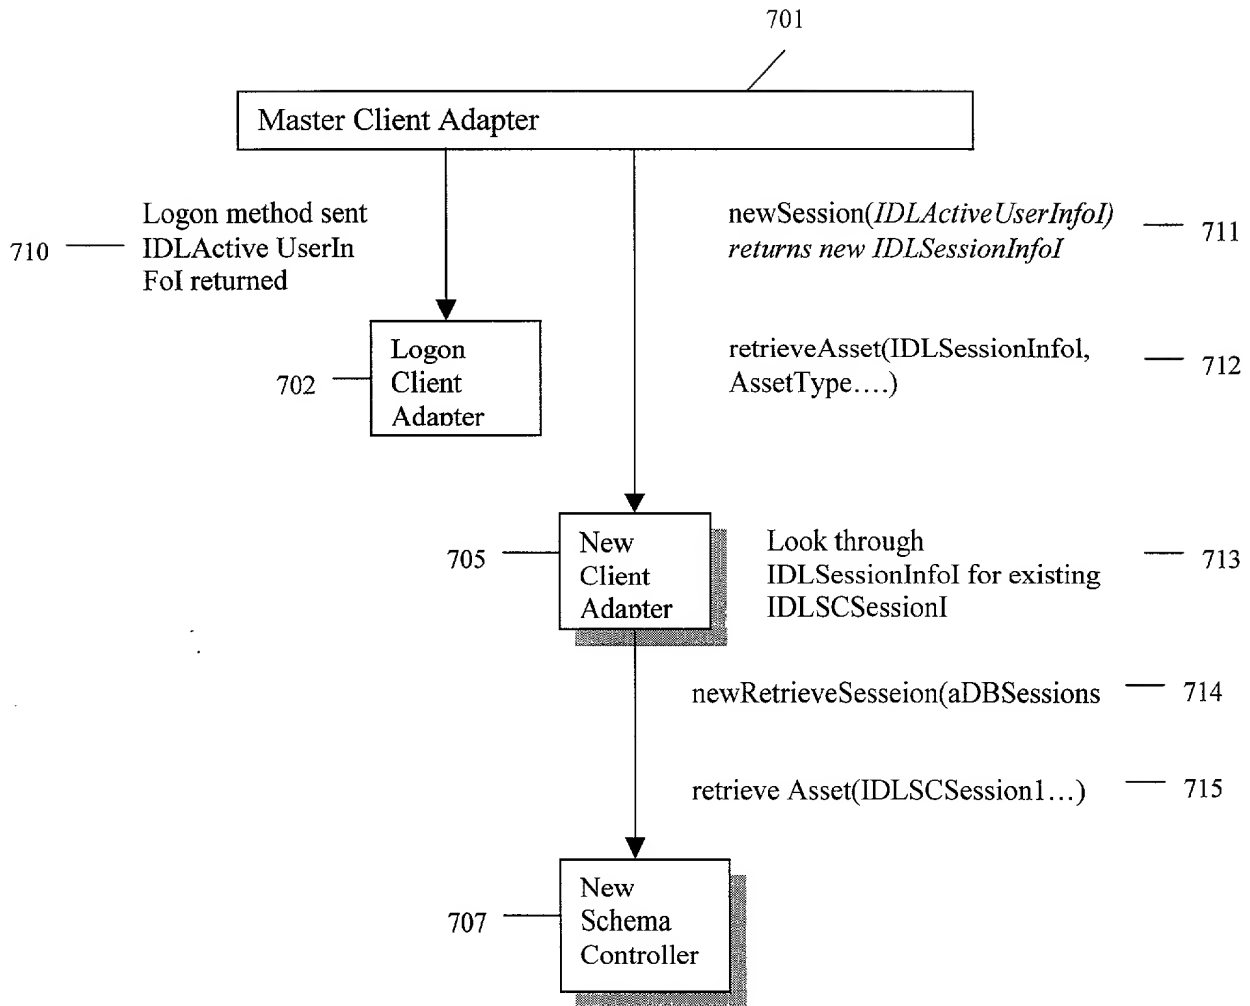 701
Master Client Adapter
Logon method sent
IDLActive UserIn
FoI returned
710
newSession(IDLActiveUserInfoI)
returns new IDLSessionInfoI
711
Logon
Client
Adapter
702
retrieveAsset(IDLSessionInfoI,
AssetType....)
712
705
New
Client
Adapter
Look through
IDLSessionInfoI for existing
IDLSCSessionI
713
newRetrieveSesseion(aDBSessions
714
retrieve Asset(IDLSCSession1...)
715
707
New
Schema
Controller